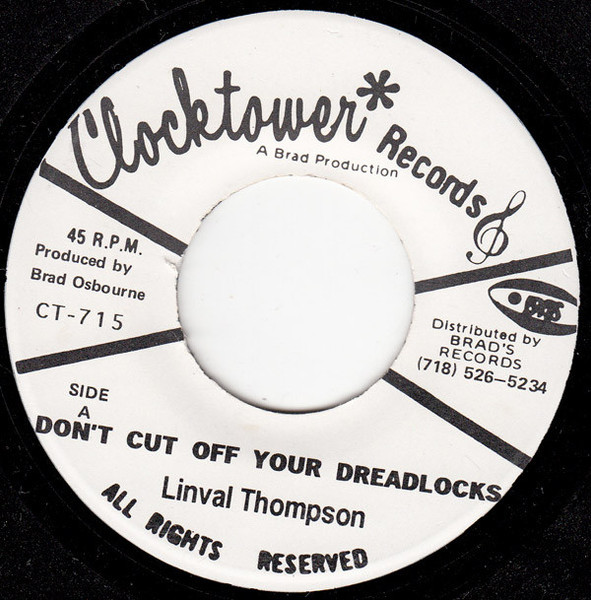 Clocktower* Records
A Brad Production
45 R.P.M.
Produced by
Brad Osbourne
CT-715
Distributed by
BRAD'S
RECORDS
(718) 526-5234
SIDE
A
DON'T CUT OFF YOUR DREADLOCKS
Linval Thompson
ALL RIGHTS RESERVED